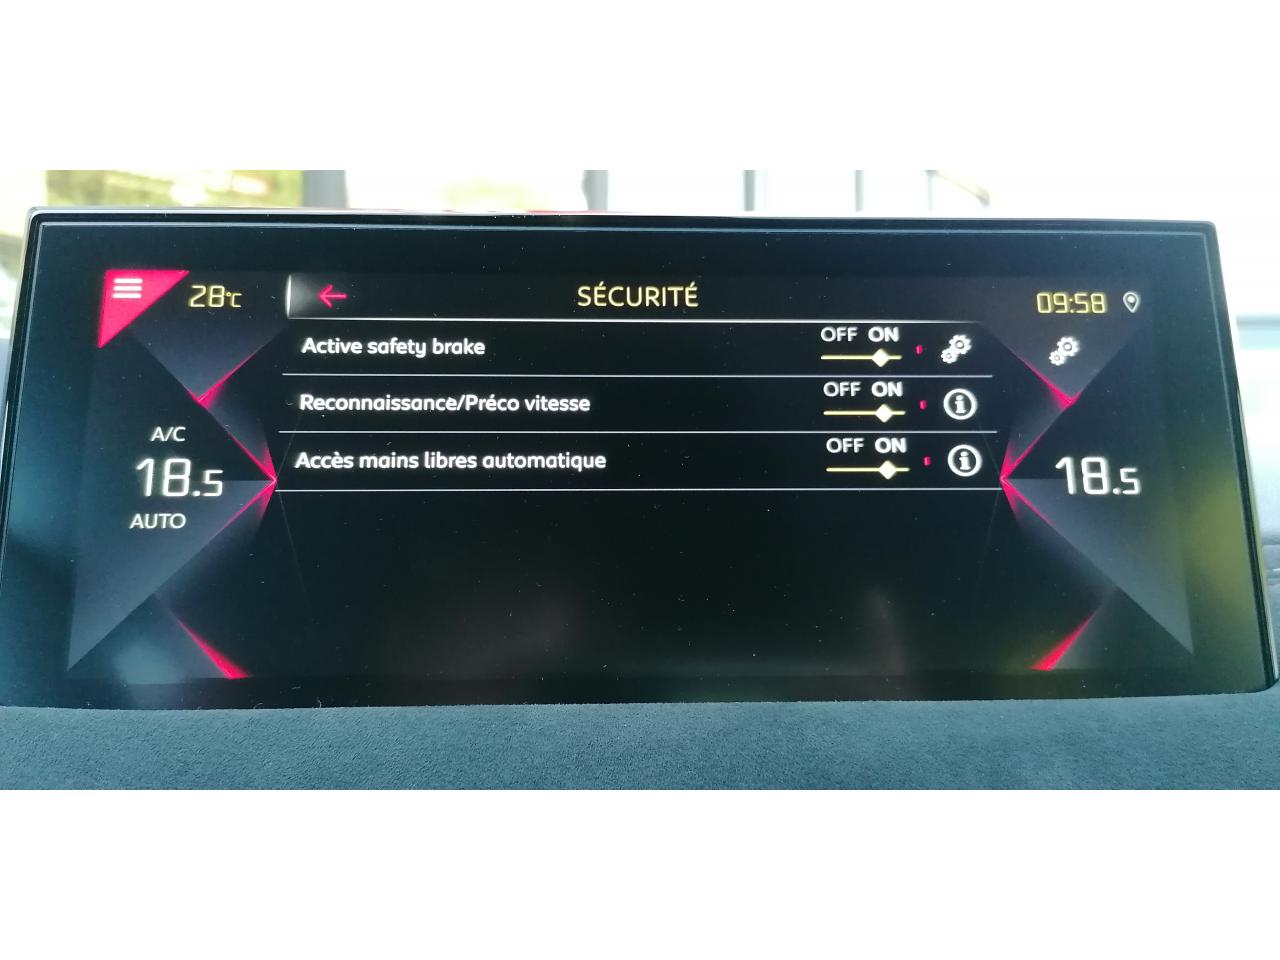 28°C
SÉCURITÉ
09:58
Active safety brake OFF ON
Reconnaissance/Préco vitesse OFF ON
Accès mains libres automatique OFF ON
A/C
18.5
AUTO
18.5